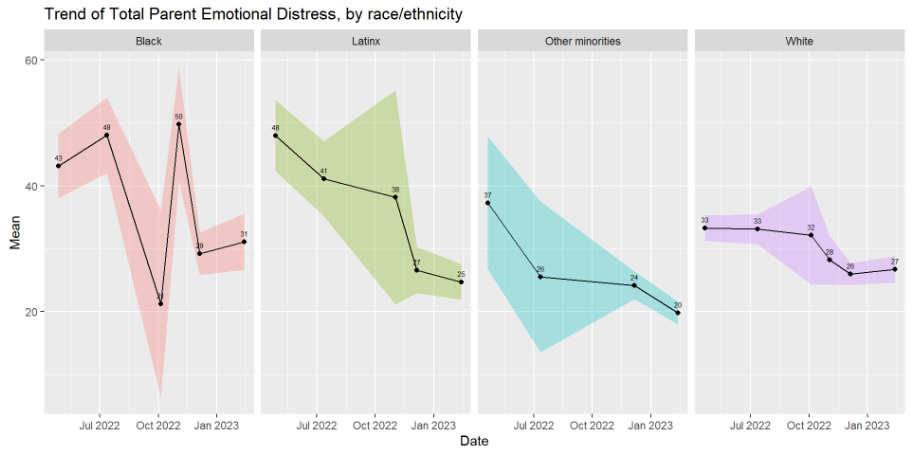 Trend of Total Parent Emotional Distress, by race/ethnicity
Black
Latinx
Other minorities
White
60
40
20
Mean
43
48
21
50
29
31
48
41
38
27
25
37
26
24
20
33
33
32
28
26
27
Jul 2022
Oct 2022
Jan 2023
Jul 2022
Oct 2022
Jan 2023
Jul 2022
Oct 2022
Jan 2023
Jul 2022
Oct 2022
Jan 2023
Date